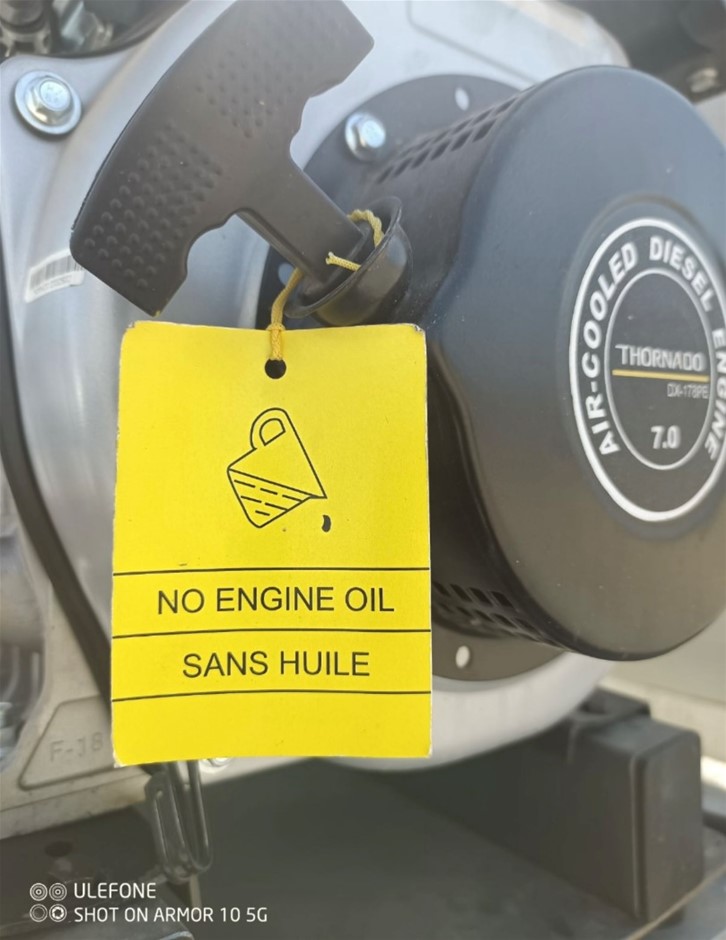 AIR-COOLED DIESEL ENGINE
THORNADO
7.0
NO ENGINE OIL
SANS HUILE
ULEFONE
SHOT ON ARMOR 10 5G